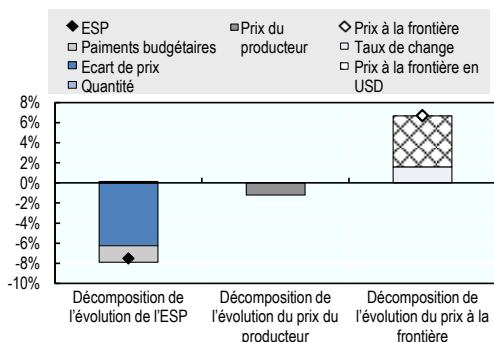 ESP
Paiments budgétaires
Ecart de prix
Quantité
Prix du
producteur
Prix à la frontière
Taux de change
Prix à la frontière en
USD
8%
6%
4%
2%
0%
-2%
-4%
-6%
-8%
-10%
Décomposition de
l’évolution de l’ESP
Décomposition de
l’évolution du prix du
producteur
Décomposition de
l’évolution du prix à la
frontière